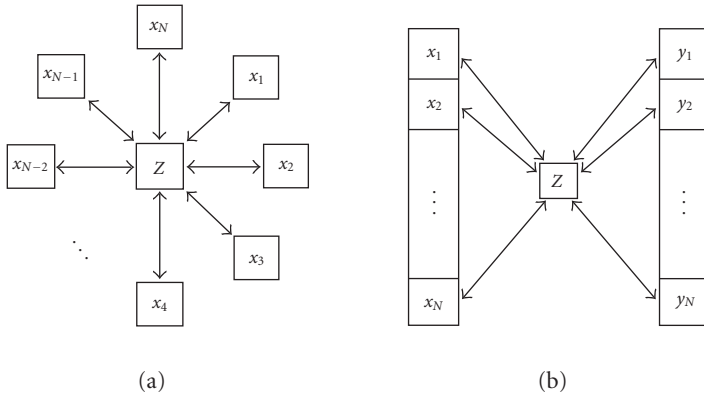 x_N
x_{N−1}
x_1
x_{N−2}
Z
x_2
⋱
x_3
x_4
(a)
x_1
x_2
⋮
x_N
Z
y_1
y_2
⋮
y_N
(b)